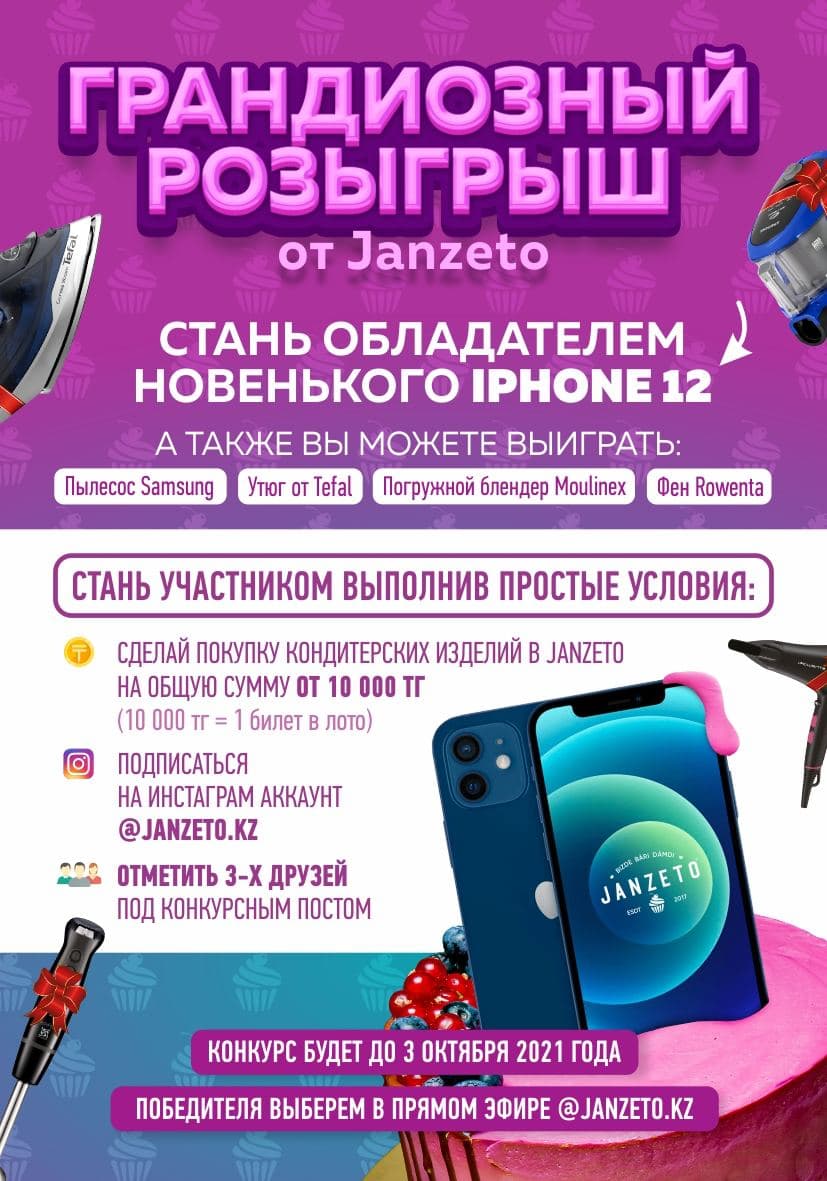 ГРАНДИОЗНЫЙ
РОЗЫГРЫШ
от Janzeto
СТАНЬ ОБЛАДАТЕЛЕМ
НОВЕНЬКОГО IPHONE 12
А ТАКЖЕ ВЫ МОЖЕТЕ ВЫИГРАТЬ:
Пылесос Samsung Утюг от Tefal Погружной блендер Moulinex Фен Rowenta
Tefal
СТАНЬ УЧАСТНИКОМ ВЫПОЛНИВ ПРОСТЫЕ УСЛОВИЯ:
СДЕЛАЙ ПОКУПКУ КОНДИТЕРСКИХ ИЗДЕЛИЙ В JANZETO
НА ОБЩУЮ СУММУ ОТ 10 000 ТГ
(10 000 тг = 1 билет в лото)
ПОДПИСАТЬСЯ
НА ИНСТАГРАМ АККАУНТ
@JANZETO.KZ
ОТМЕТИТЬ 3-Х ДРУЗЕЙ
ПОД КОНКУРСНЫМ ПОСТОМ
BIZDE BÁRI DÁMDI
JANZETO
ESDT 2017
КОНКУРС БУДЕТ ДО 3 ОКТЯБРЯ 2021 ГОДА
ПОБЕДИТЕЛЯ ВЫБЕРЕМ В ПРЯМОМ ЭФИРЕ @JANZETO.KZ